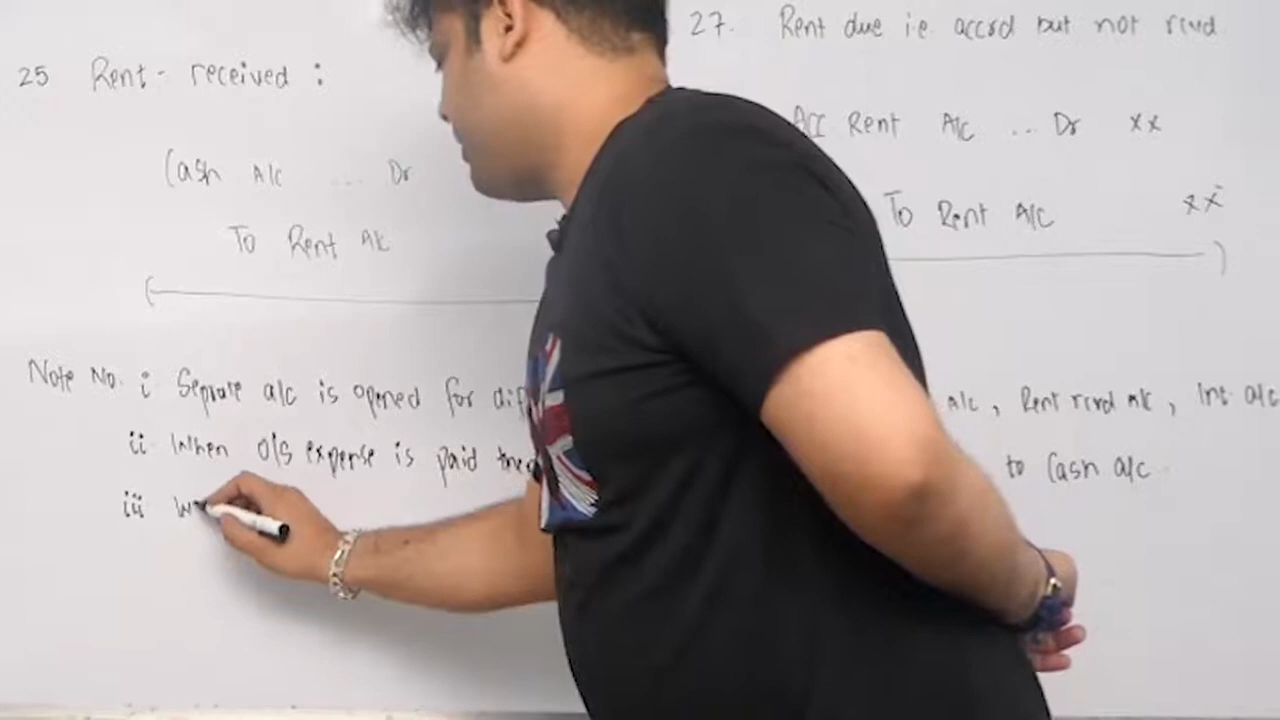 25 Rent - received :
Cash A/c ... Dr
To Rent A/c
27. Rent due i.e accrd but not rcvd
Acc Rent A/c ... Dr xx
To Rent A/c xx
Note No. i Seprate a/c is opened for dif A/c, Rent rcvd A/c, Int a/c
ii When o/s expense is paid then to Cash a/c
iii W